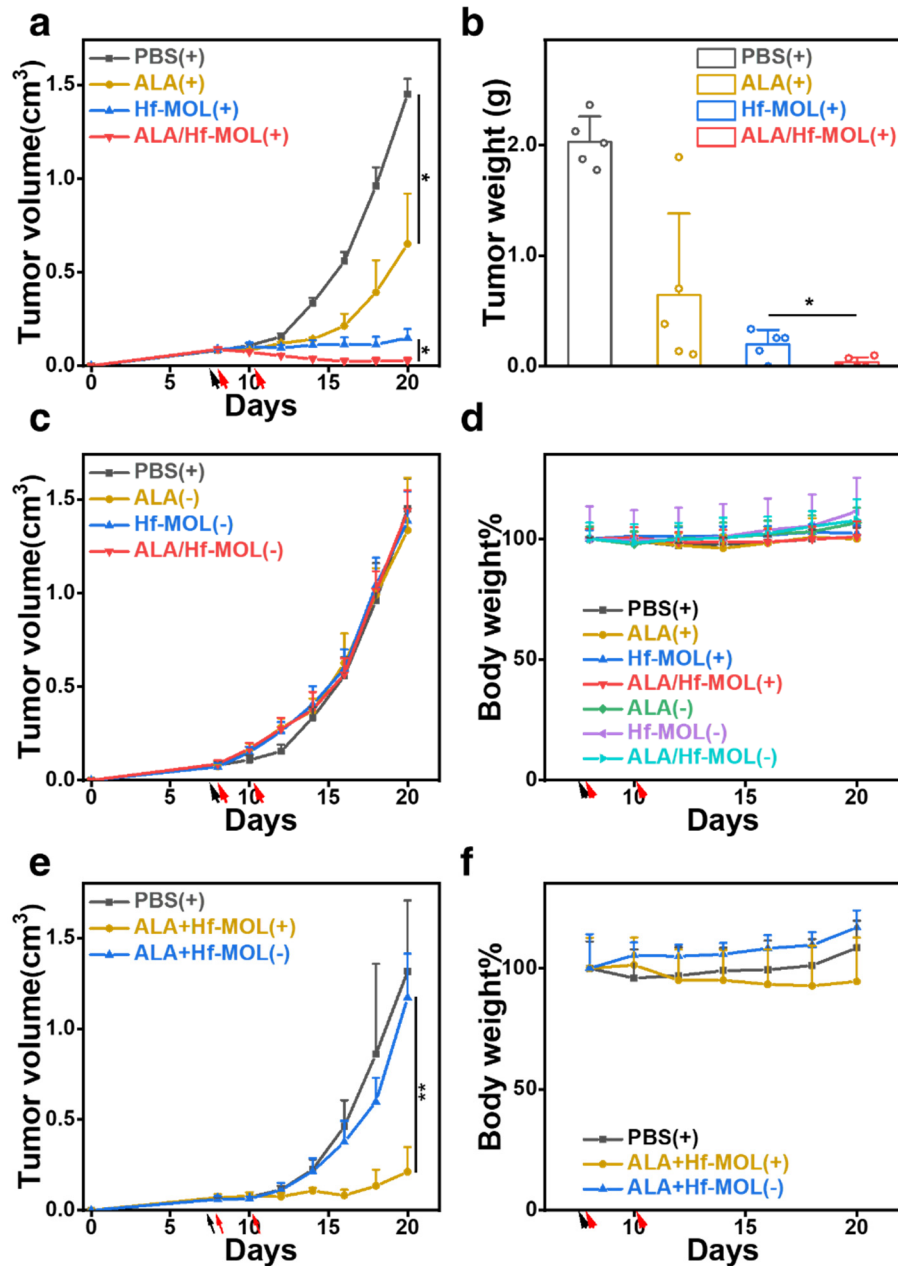 a
PBS(+)
ALA(+)
Hf-MOL(+)
ALA/Hf-MOL(+)
Tumor volume(cm³)
1.5
1.0
0.5
0.0
0 5 10 15 20
Days
*
*
b
PBS(+)
ALA(+)
Hf-MOL(+)
ALA/Hf-MOL(+)
Tumor weight (g)
2.0
1.0
0.0
*
c
PBS(+)
ALA(-)
Hf-MOL(-)
ALA/Hf-MOL(-)
Tumor volume(cm³)
1.5
1.0
0.5
0.0
0 5 10 15 20
Days
d
Body weight%
100
50
0
PBS(+)
ALA(+)
Hf-MOL(+)
ALA/Hf-MOL(+)
ALA(-)
Hf-MOL(-)
ALA/Hf-MOL(-)
10 15 20
Days
e
PBS(+)
ALA+Hf-MOL(+)
ALA+Hf-MOL(-)
Tumor volume(cm³)
1.5
1.0
0.5
0.0
0 5 10 15 20
Days
**
f
Body weight%
100
50
0
PBS(+)
ALA+Hf-MOL(+)
ALA+Hf-MOL(-)
10 15 20
Days